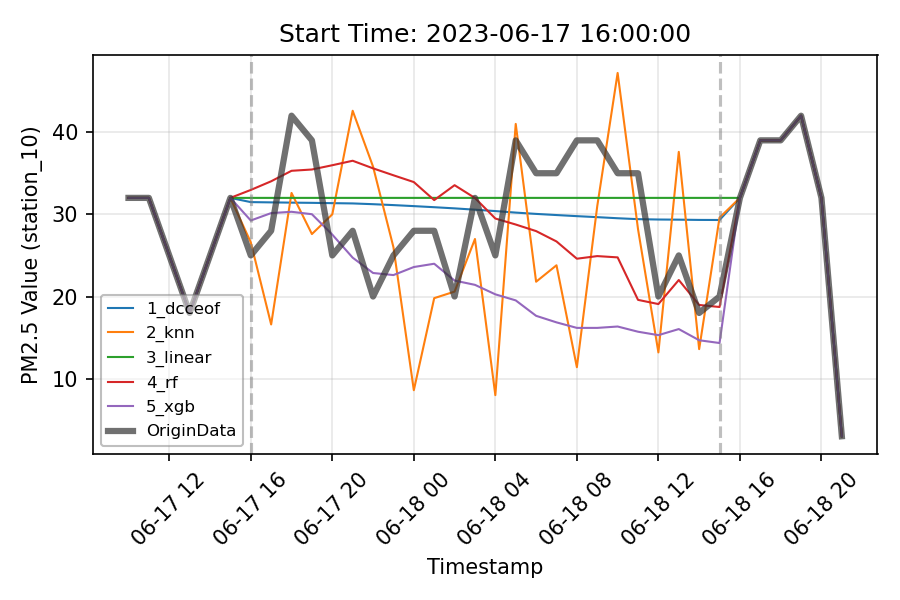 Start Time: 2023-06-17 16:00:00
PM2.5 Value (station_10)
40
30
20
10
1_dcceof
2_knn
3_linear
4_rf
5_xgb
OriginData
06-17 12
06-17 16
06-17 20
06-18 00
06-18 04
06-18 08
06-18 12
06-18 16
06-18 20
Timestamp